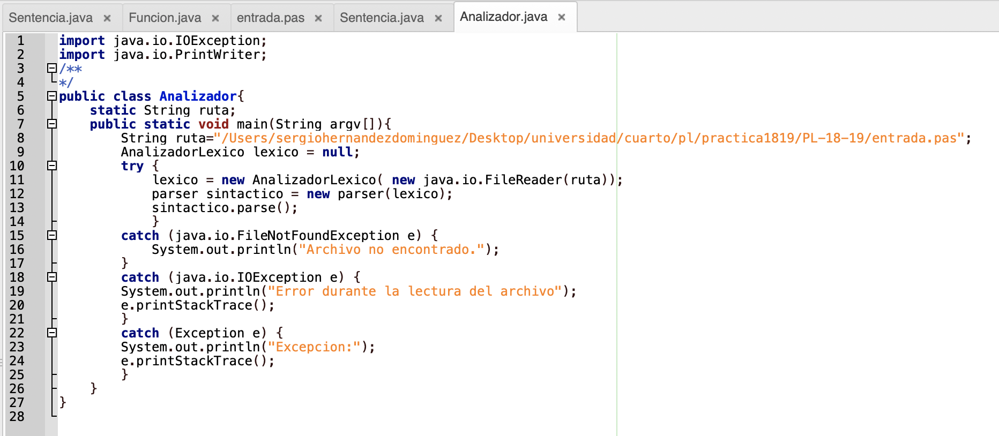 Sentencia.java × Funcion.java × entrada.pas × Sentencia.java × Analizador.java ×
1 import java.io.IOException;
2 import java.io.PrintWriter;
3 /**
4 */
5 public class Analizador{
6     static String ruta;
7     public static void main(String argv[]){
8         String ruta="/Users/sergiohernandezdominguez/Desktop/universidad/cuarto/pl/practica1819/PL-18-19/entrada.pas";
9         AnalizadorLexico lexico = null;
10         try {
11             lexico = new AnalizadorLexico( new java.io.FileReader(ruta));
12             parser sintactico = new parser(lexico);
13             sintactico.parse();
14             }
15         catch (java.io.FileNotFoundException e) {
16             System.out.println("Archivo no encontrado.");
17         }
18         catch (java.io.IOException e) {
19         System.out.println("Error durante la lectura del archivo");
20         e.printStackTrace();
21         }
22         catch (Exception e) {
23         System.out.println("Excepcion:");
24         e.printStackTrace();
25         }
26     }
27 }
28